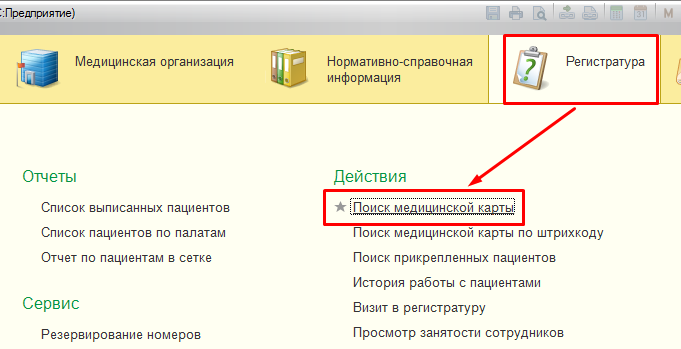 С:Предприятие)
M
Медицинская организация
Нормативно-справочная
информация
Регистратура
Отчеты
Список выписанных пациентов
Список пациентов по палатам
Отчет по пациентам в сетке
Сервис
Резервирование номеров
Действия
Поиск медицинской карты
Поиск медицинской карты по штрихкоду
Поиск прикрепленных пациентов
История работы с пациентами
Визит в регистратуру
Просмотр занятости сотрудников